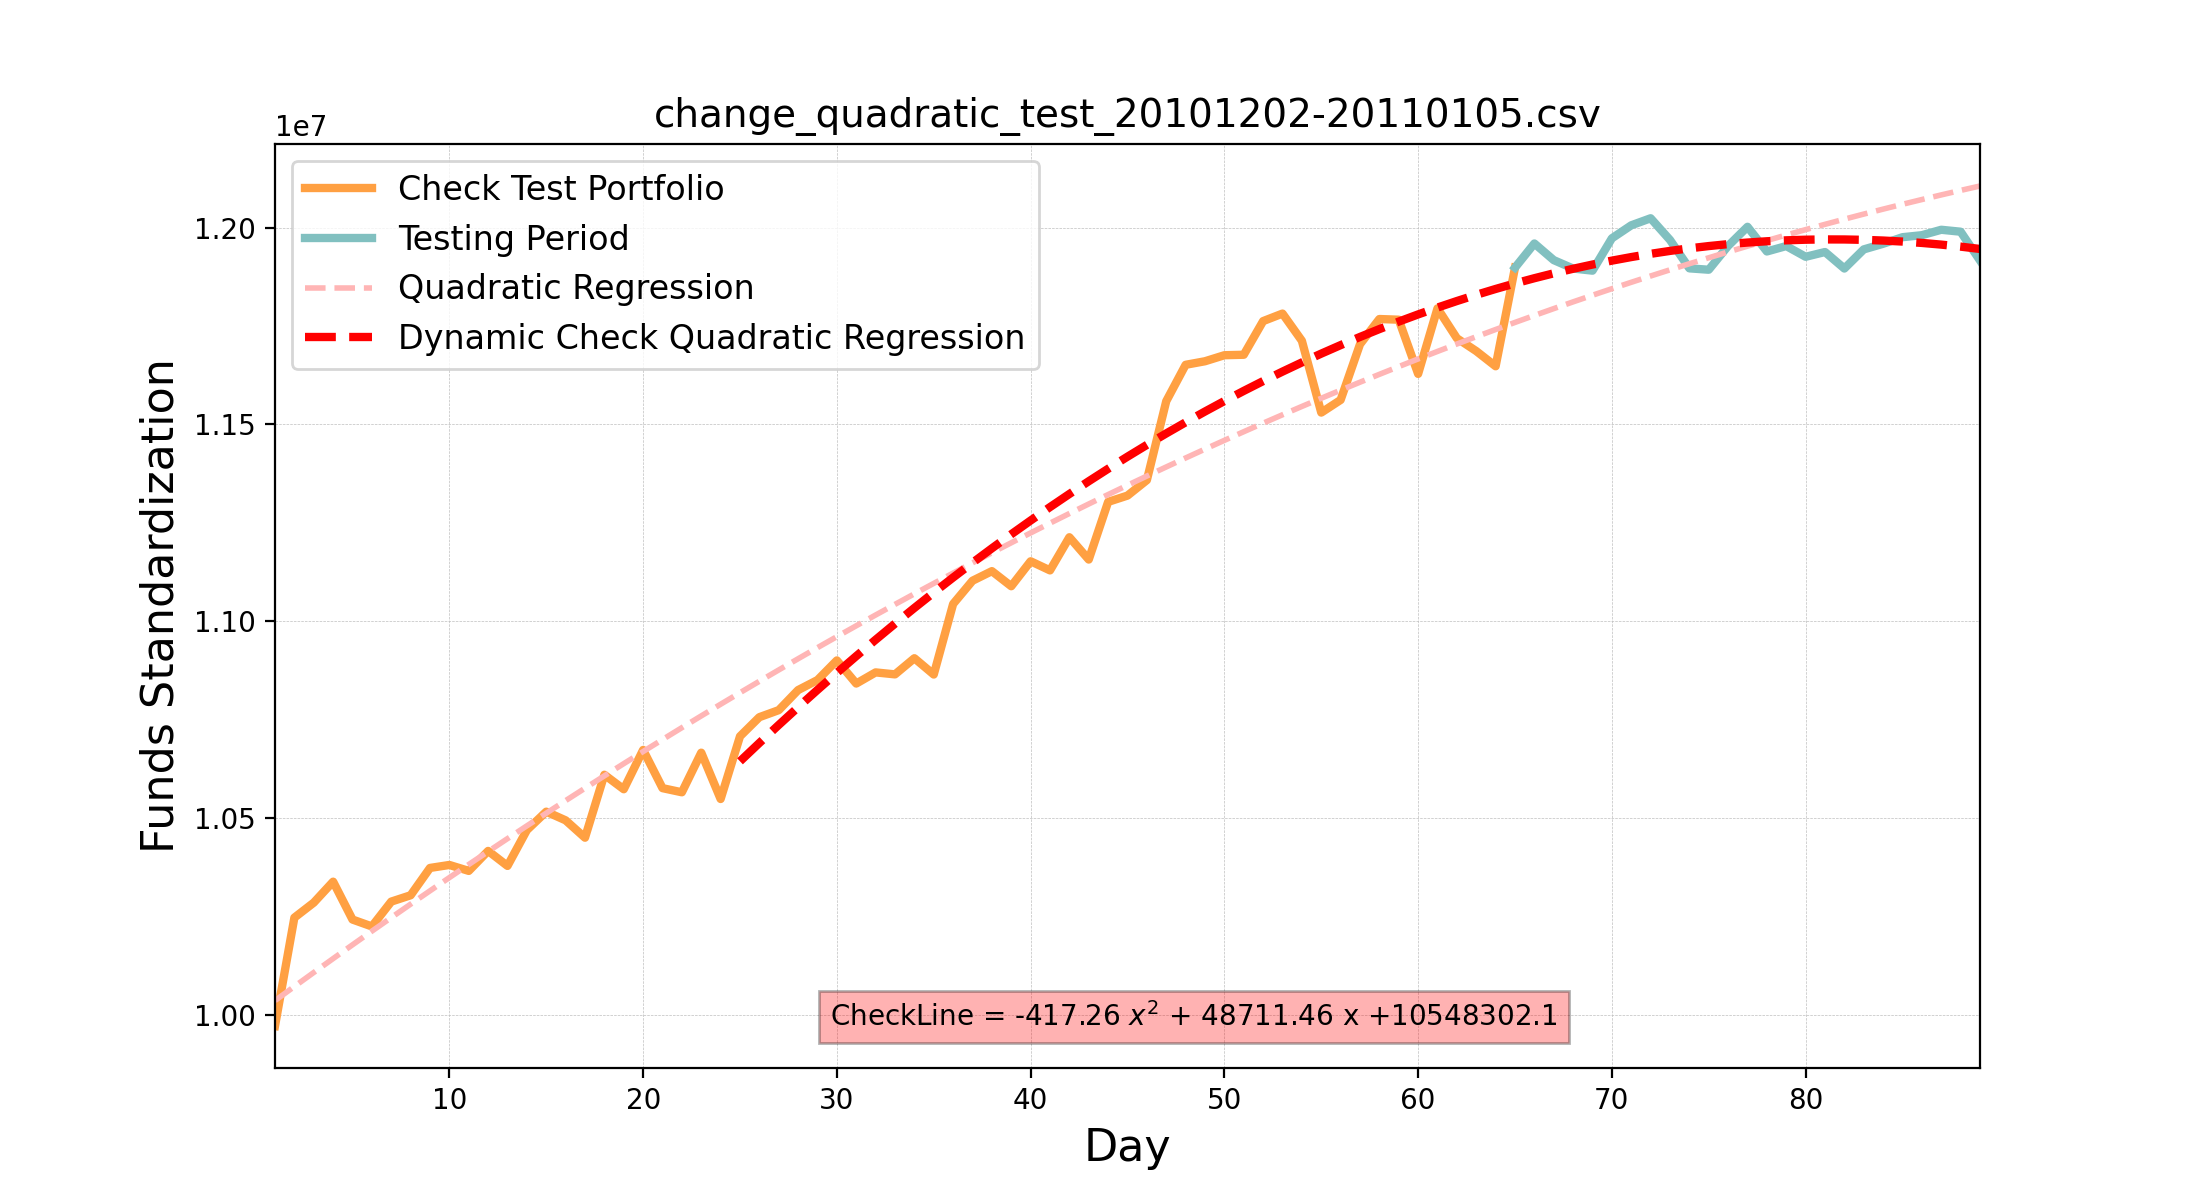 change_quadratic_test_20101202-20110105.csv
1e7
Check Test Portfolio
Testing Period
Quadratic Regression
Dynamic Check Quadratic Regression
1.20
1.15
1.10
1.05
1.00
Funds Standardization
CheckLine = -417.26 x² + 48711.46 x +10548302.1
10 20 30 40 50 60 70 80
Day